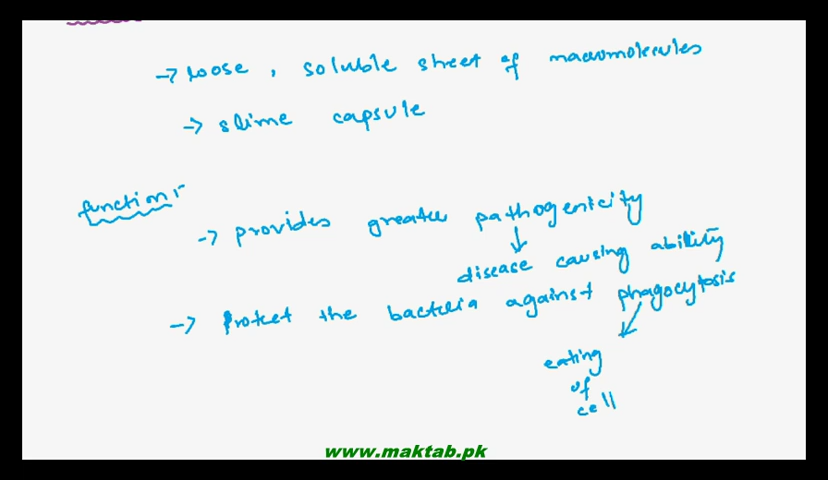 → loose, soluble sheet of macromolecules
→ slime capsule
function:-
→ provides greater pathogenicity
↓
disease causing ability
→ Protect the bacteria against phagocytosis
eating
of
cell
www.maktab.pk